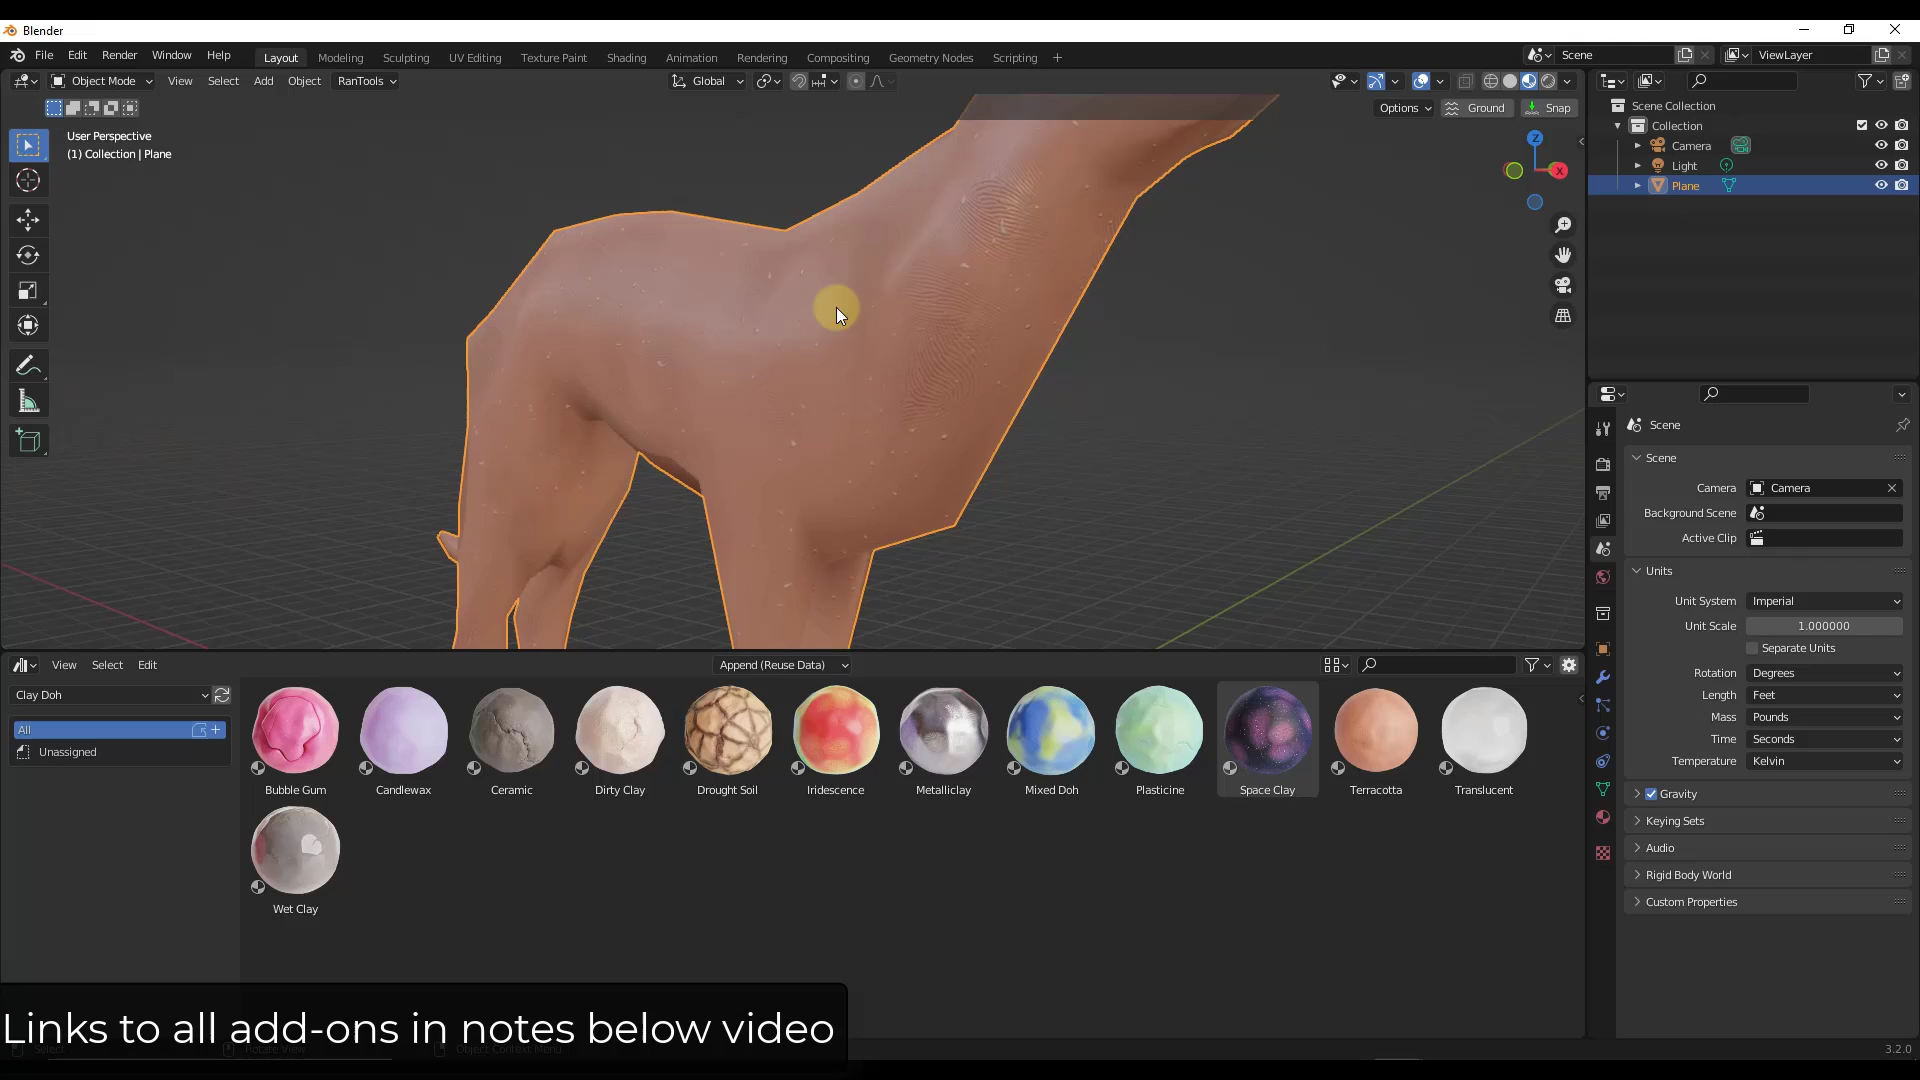 Blender
File Edit Render Window Help Layout Modeling Sculpting UV Editing Texture Paint Shading Animation Rendering Compositing Geometry Nodes Scripting + Scene ViewLayer
Object Mode View Select Add Object RanTools Global
Options Ground Snap
User Perspective
(1) Collection | Plane
Z
X
Scene Collection
Collection
Camera
Light
Plane
Scene
Scene
Camera Camera
Background Scene
Active Clip
Units
Unit System Imperial
Unit Scale 1.000000
Separate Units
Rotation Degrees
Length Feet
Mass Pounds
Time Seconds
Temperature Kelvin
Gravity
Keying Sets
Audio
Rigid Body World
Custom Properties
View Select Edit Append (Reuse Data)
Clay Doh
All
Unassigned
Bubble Gum Candlewax Ceramic Dirty Clay Drought Soil Iridescence Metalliclay Mixed Doh Plasticine Space Clay Terracotta Translucent
Wet Clay
Links to all add-ons in notes below video
Select Rotate View Object Context Menu
3.2.0